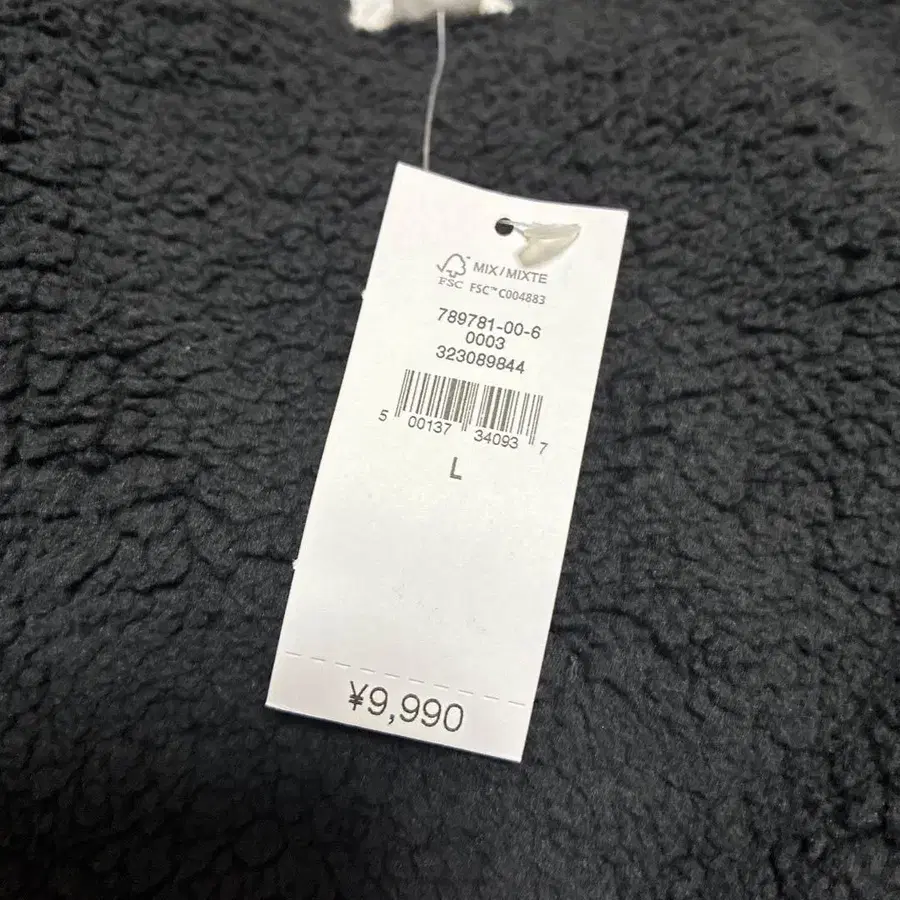 MIX/MIXTE
FSC FSC™ C004883
789781-00-6
0003
323089844
5 00137 34093 7
L
¥9,990